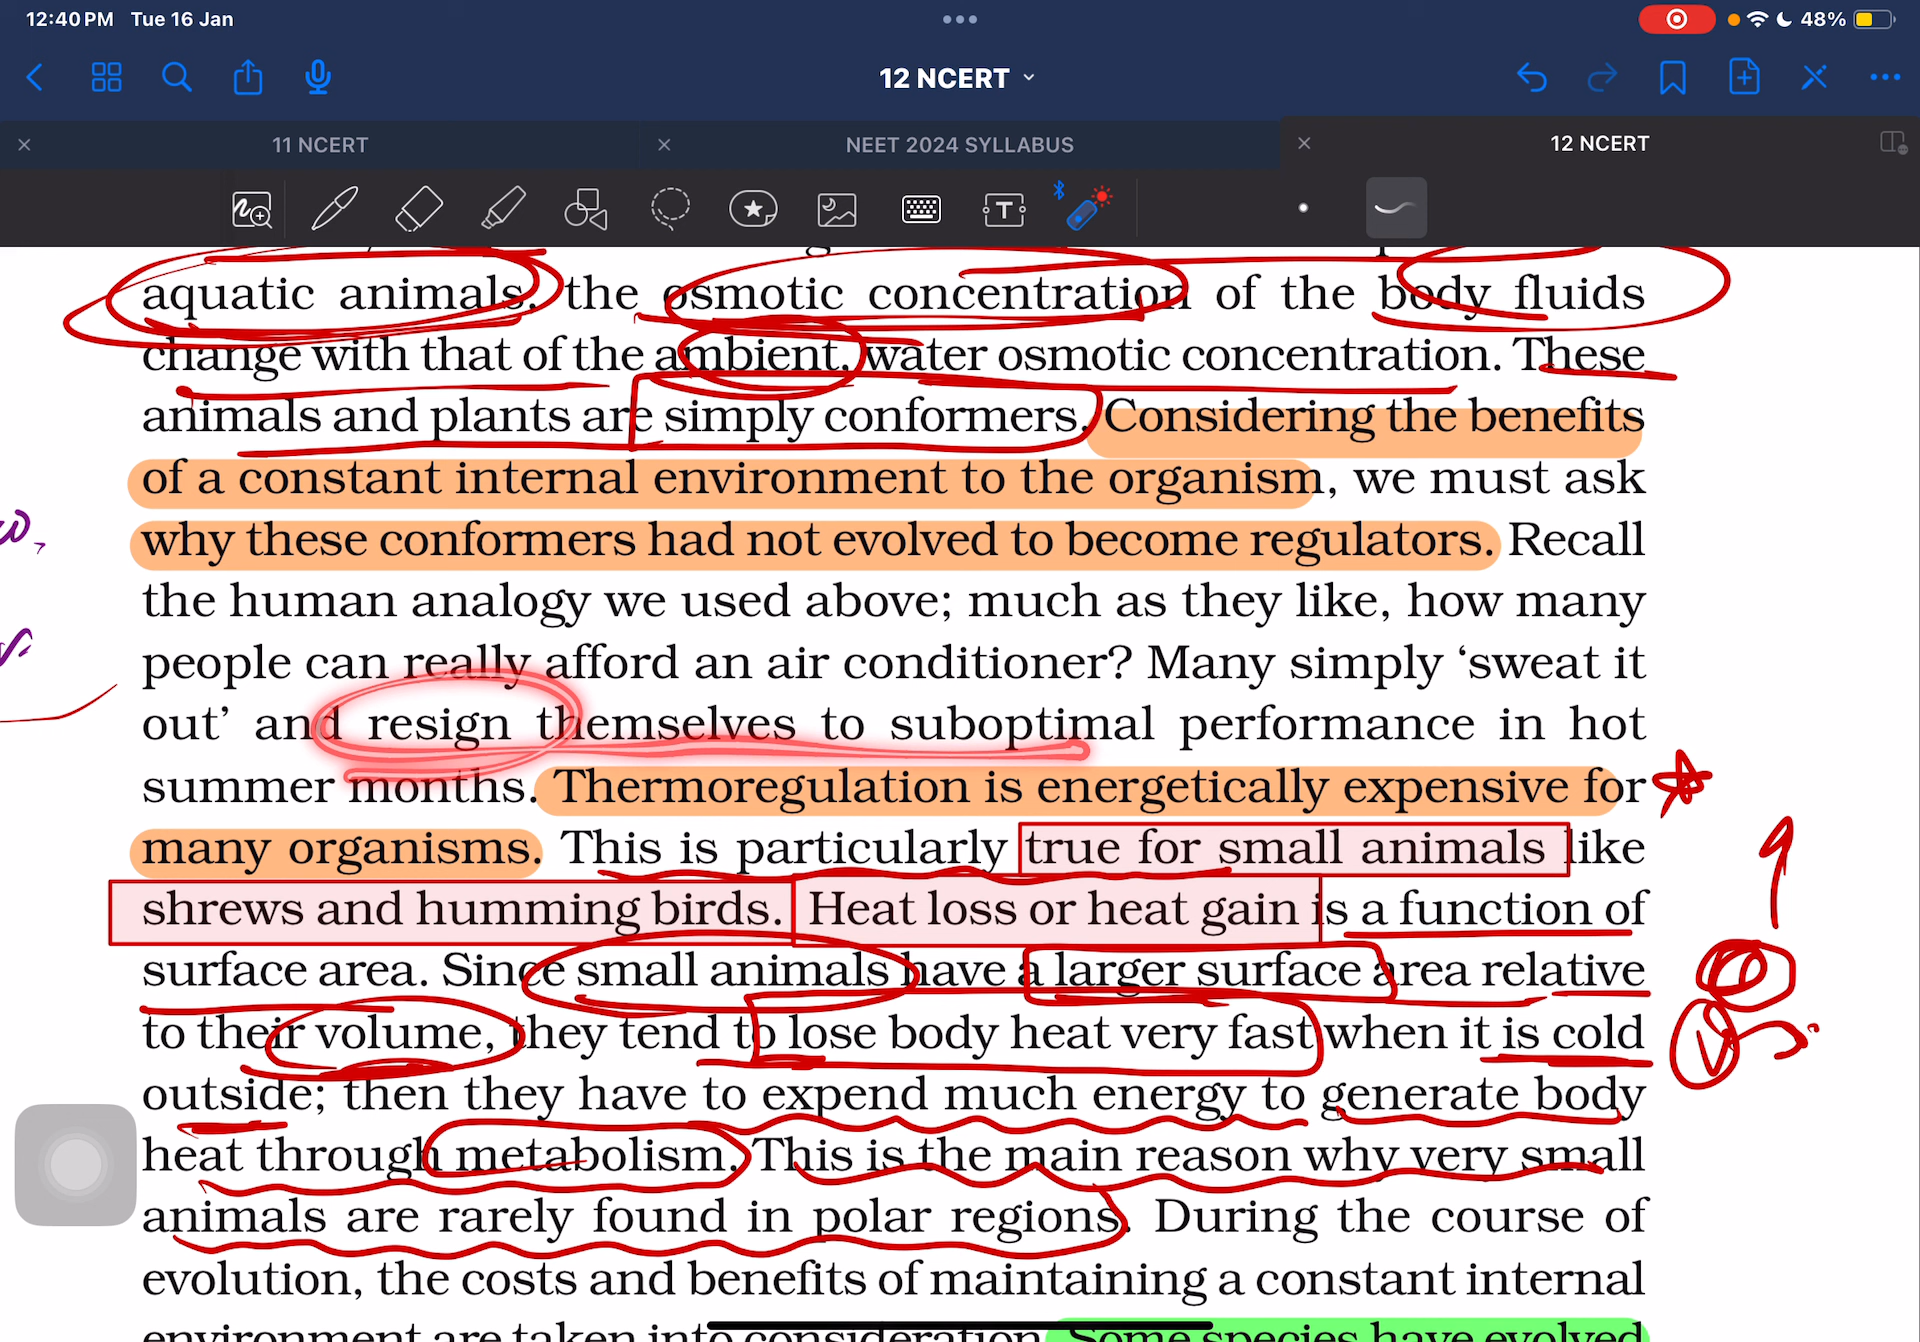 12:40 PM Tue 16 Jan
48%
12 NCERT
11 NCERT
NEET 2024 SYLLABUS
12 NCERT
aquatic animals, the osmotic concentration of the body fluids
change with that of the ambient, water osmotic concentration. These
animals and plants are simply conformers. Considering the benefits
of a constant internal environment to the organism, we must ask
why these conformers had not evolved to become regulators. Recall
the human analogy we used above; much as they like, how many
people can really afford an air conditioner? Many simply ‘sweat it
out’ and resign themselves to suboptimal performance in hot
summer months. Thermoregulation is energetically expensive for
many organisms. This is particularly true for small animals like
shrews and humming birds. Heat loss or heat gain is a function of
surface area. Since small animals have a larger surface area relative
to their volume, they tend to lose body heat very fast when it is cold
outside; then they have to expend much energy to generate body
heat through metabolism. This is the main reason why very small
animals are rarely found in polar regions. During the course of
evolution, the costs and benefits of maintaining a constant internal
environment are taken into consideration. Some species have evolved